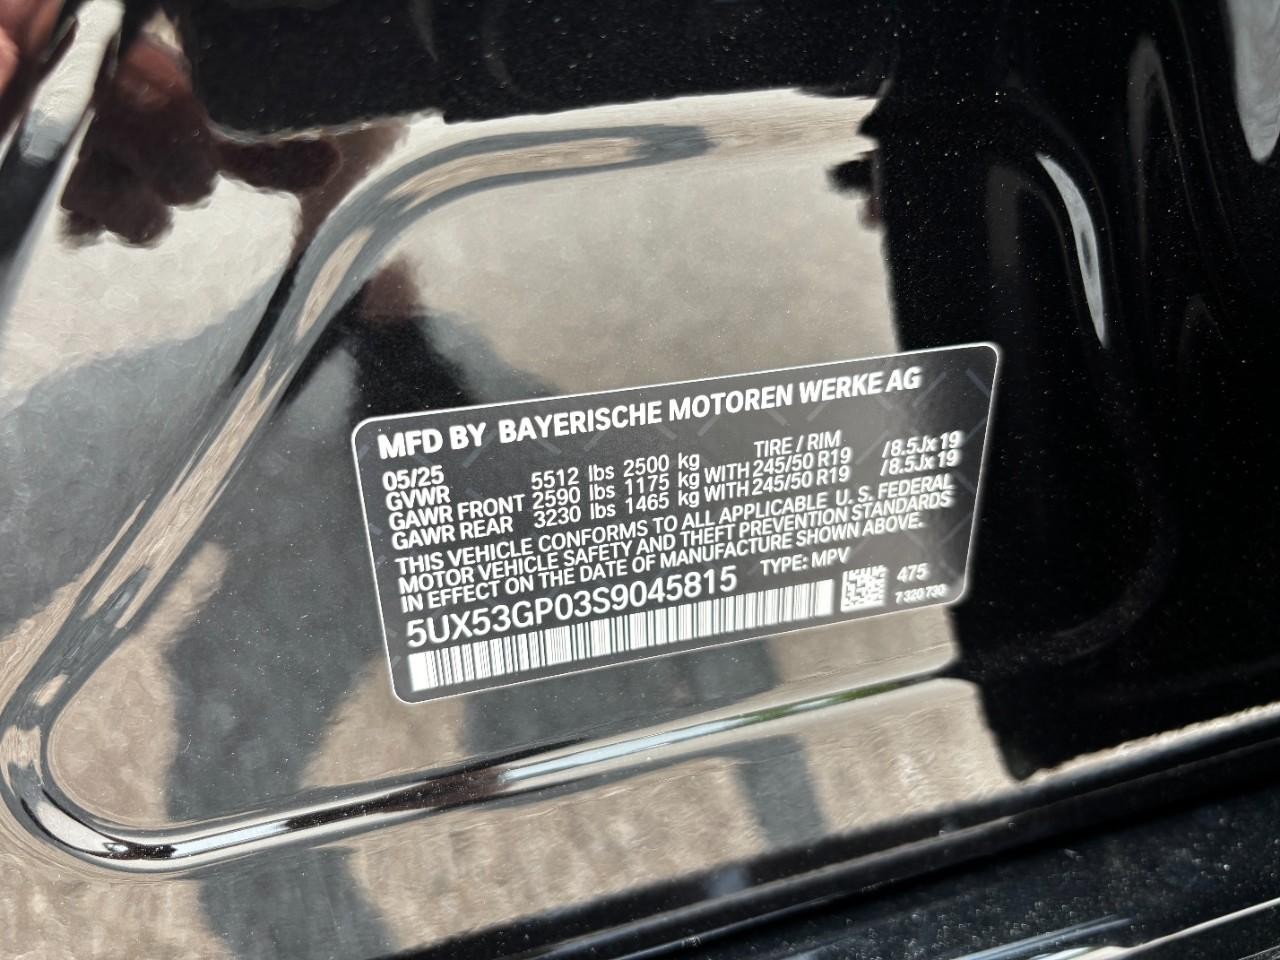 MFD BY BAYERISCHE MOTOREN WERKE AG
05/25 TIRE / RIM
GVWR 5512 lbs 2500 kg
GAWR FRONT 2590 lbs 1175 kg WITH 245/50 R19 /8.5Jx19
GAWR REAR 3230 lbs 1465 kg WITH 245/50 R19 /8.5Jx19
THIS VEHICLE CONFORMS TO ALL APPLICABLE U. S. FEDERAL
MOTOR VEHICLE SAFETY AND THEFT PREVENTION STANDARDS
IN EFFECT ON THE DATE OF MANUFACTURE SHOWN ABOVE.
5UX53GP03S9045815 TYPE: MPV
475
7 320 730